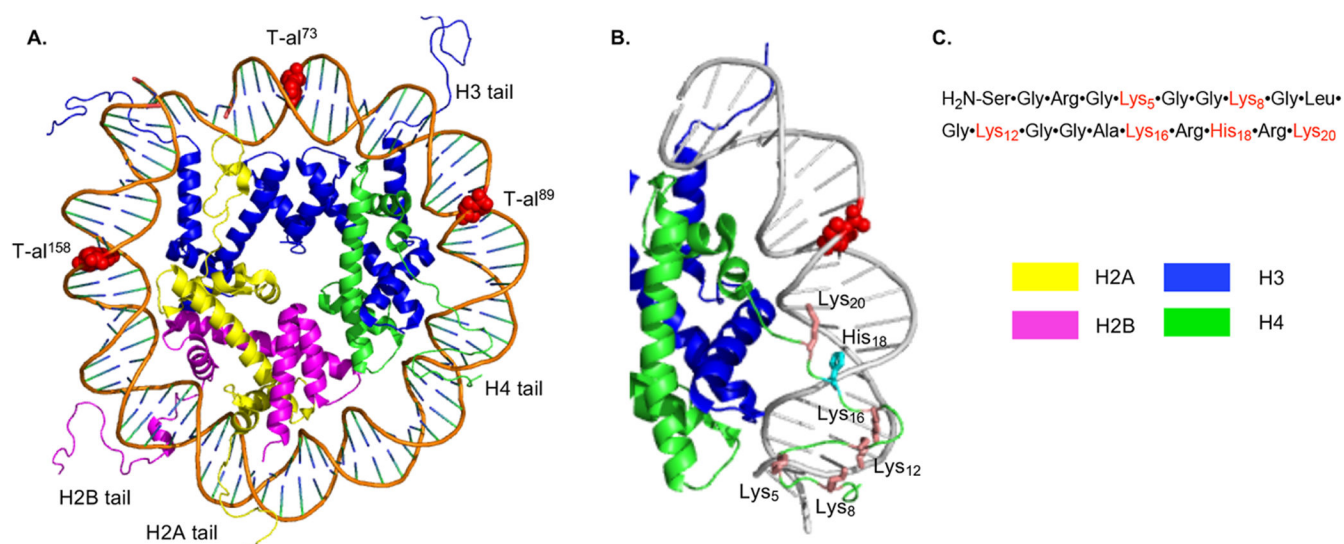 A.
T-al⁷³
H3 tail
T-al⁸⁹
T-al¹⁵⁸
H4 tail
H2B tail
H2A tail
B.
Lys₂₀
His₁₈
Lys₁₆
Lys₁₂
Lys₅
Lys₈
C.
H₂N-Ser•Gly•Arg•Gly•Lys₅•Gly•Gly•Lys₈•Gly•Leu•
Gly•Lys₁₂•Gly•Gly•Ala•Lys₁₆•Arg•His₁₈•Arg•Lys₂₀
H2A
H3
H2B
H4